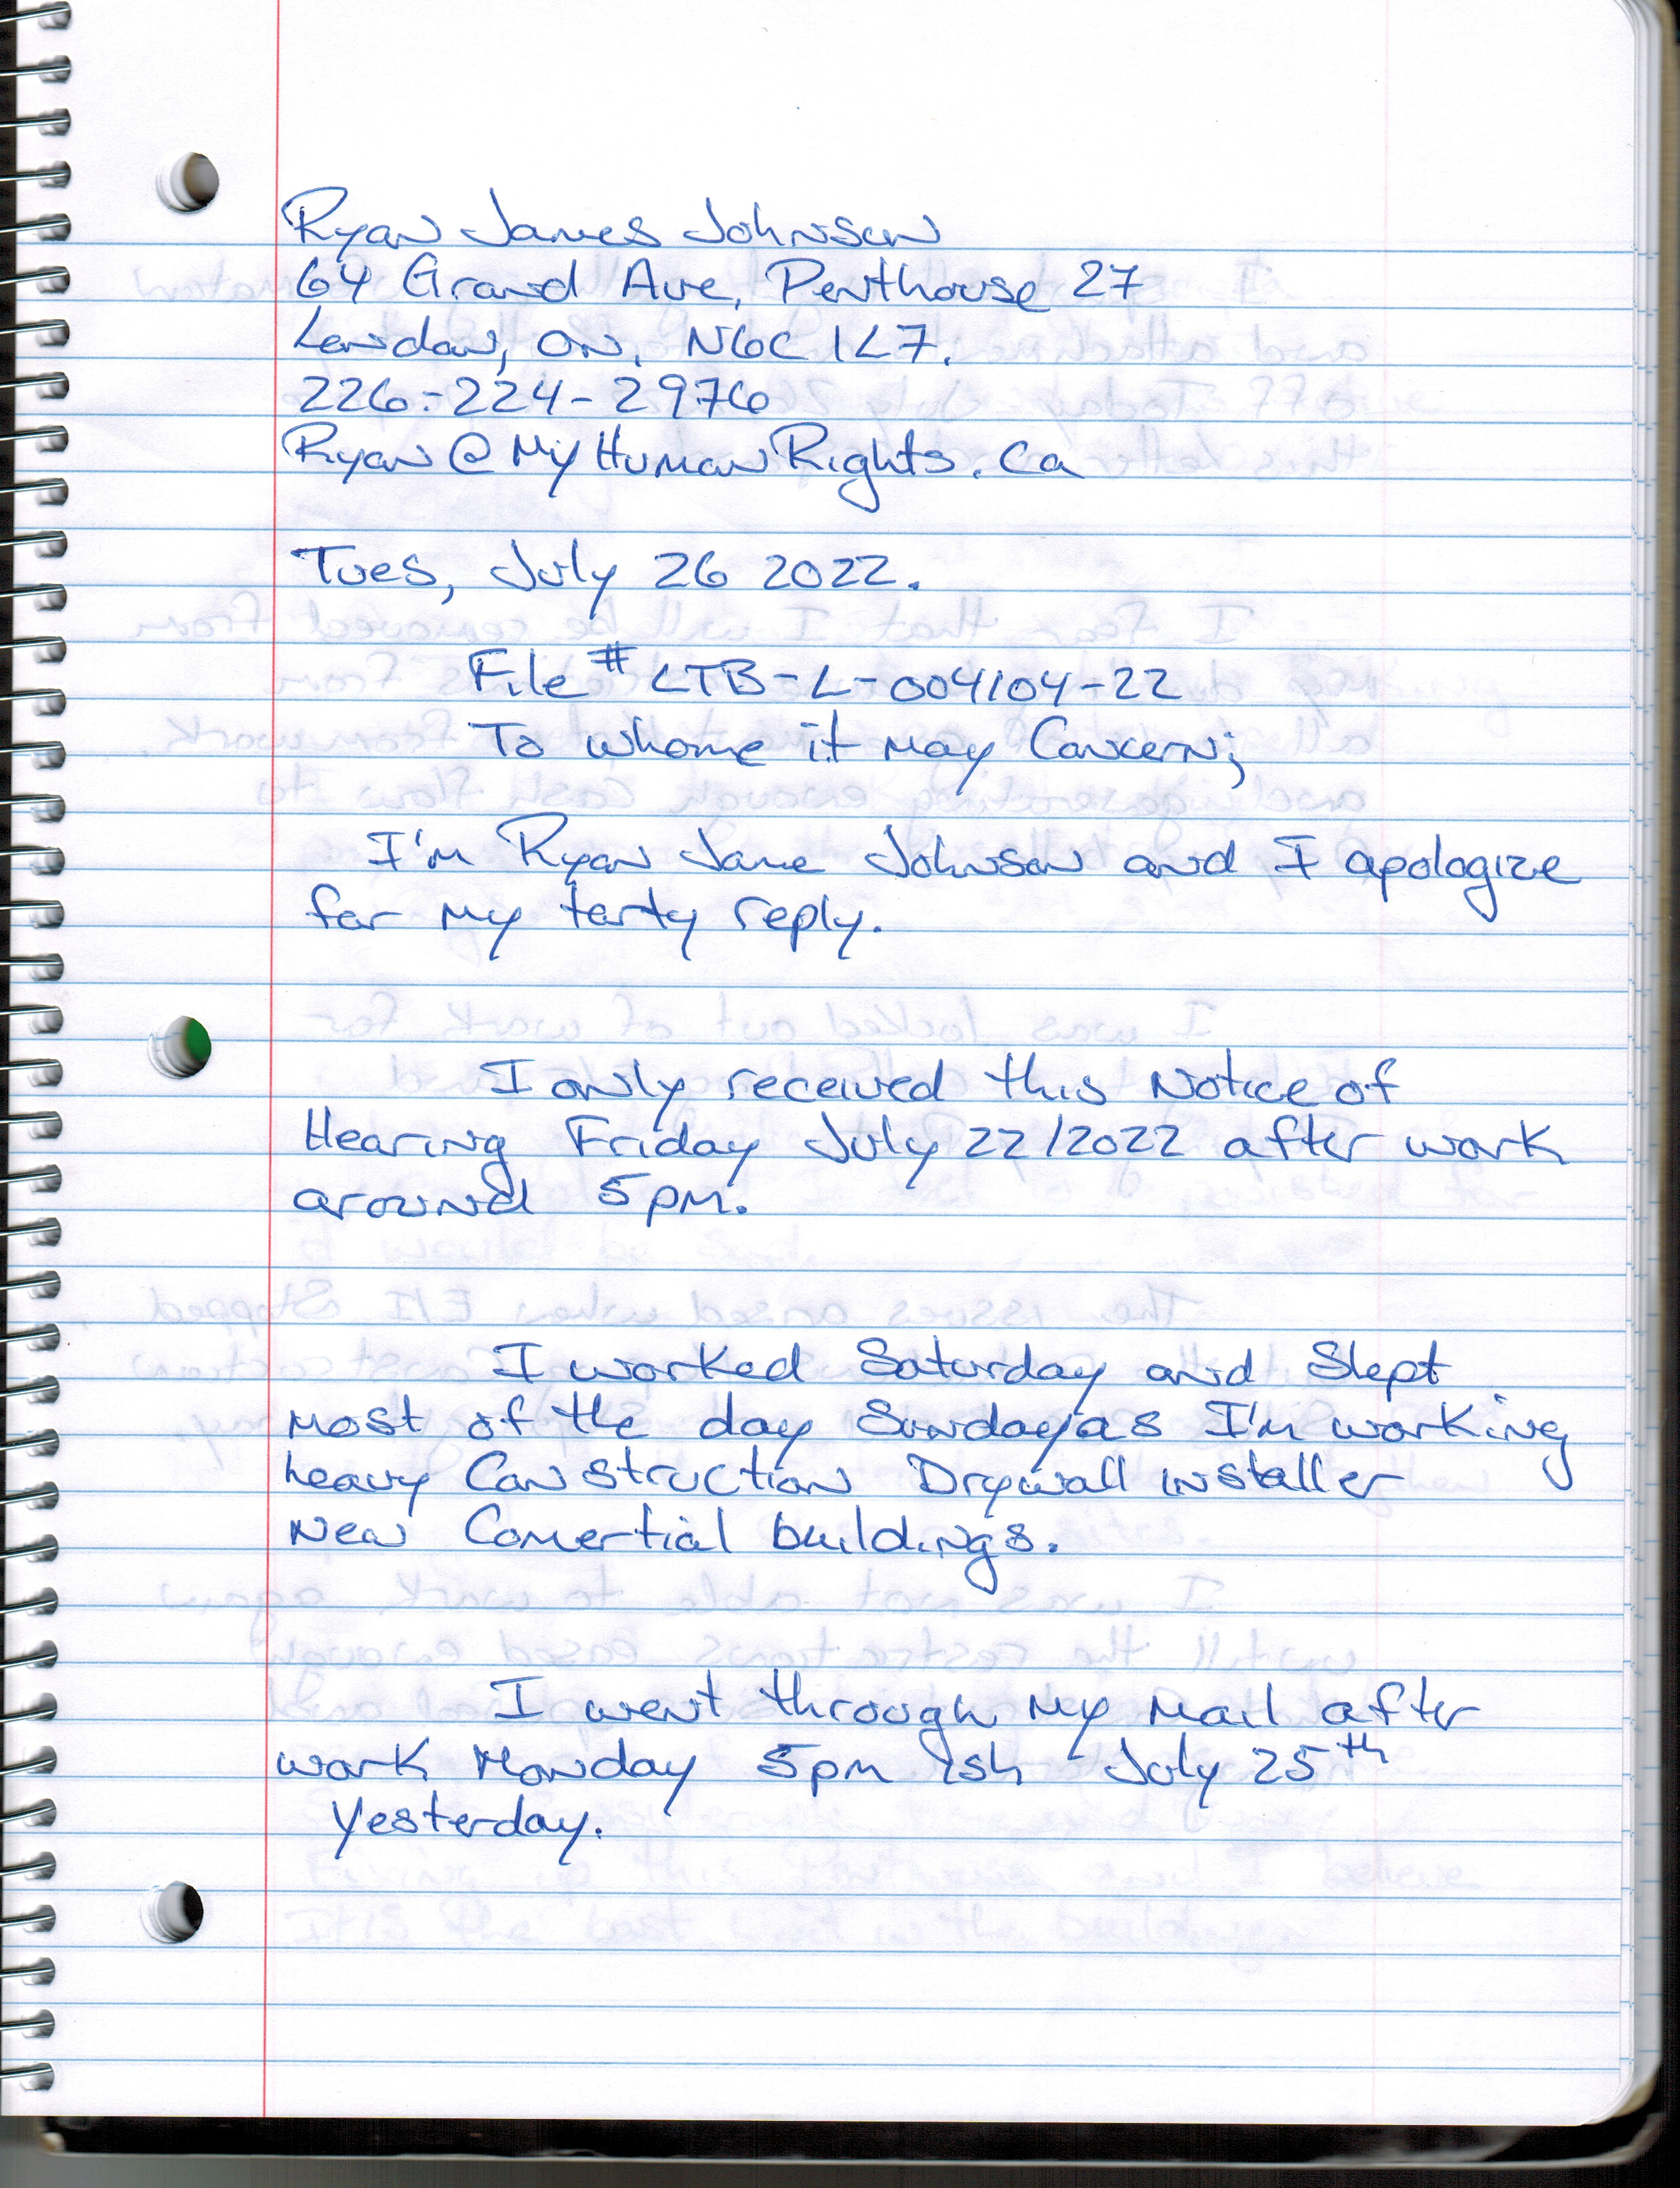 Ryan James Johnson
64 Grand Ave, Penthouse 27
London, ON, N6C 1L7.
226-224-2976
Ryan@MyHumanRights.Ca
Tues, July 26 2022.
File # LTB-L-004104-22
To whome it May Concern;
I'm Ryan Jame Johnson and I apologize
for my tarty reply.
I only received this Notice of
Hearing Friday July 22/2022 after work
around 5pm.
I worked Saturday and Slept
Most of the day Sunday as I'm working
heavy Construction Drywall installer
New Comertial buildings.
I went through My Mail after
work Monday 5pm ish July 25th
Yesterday.